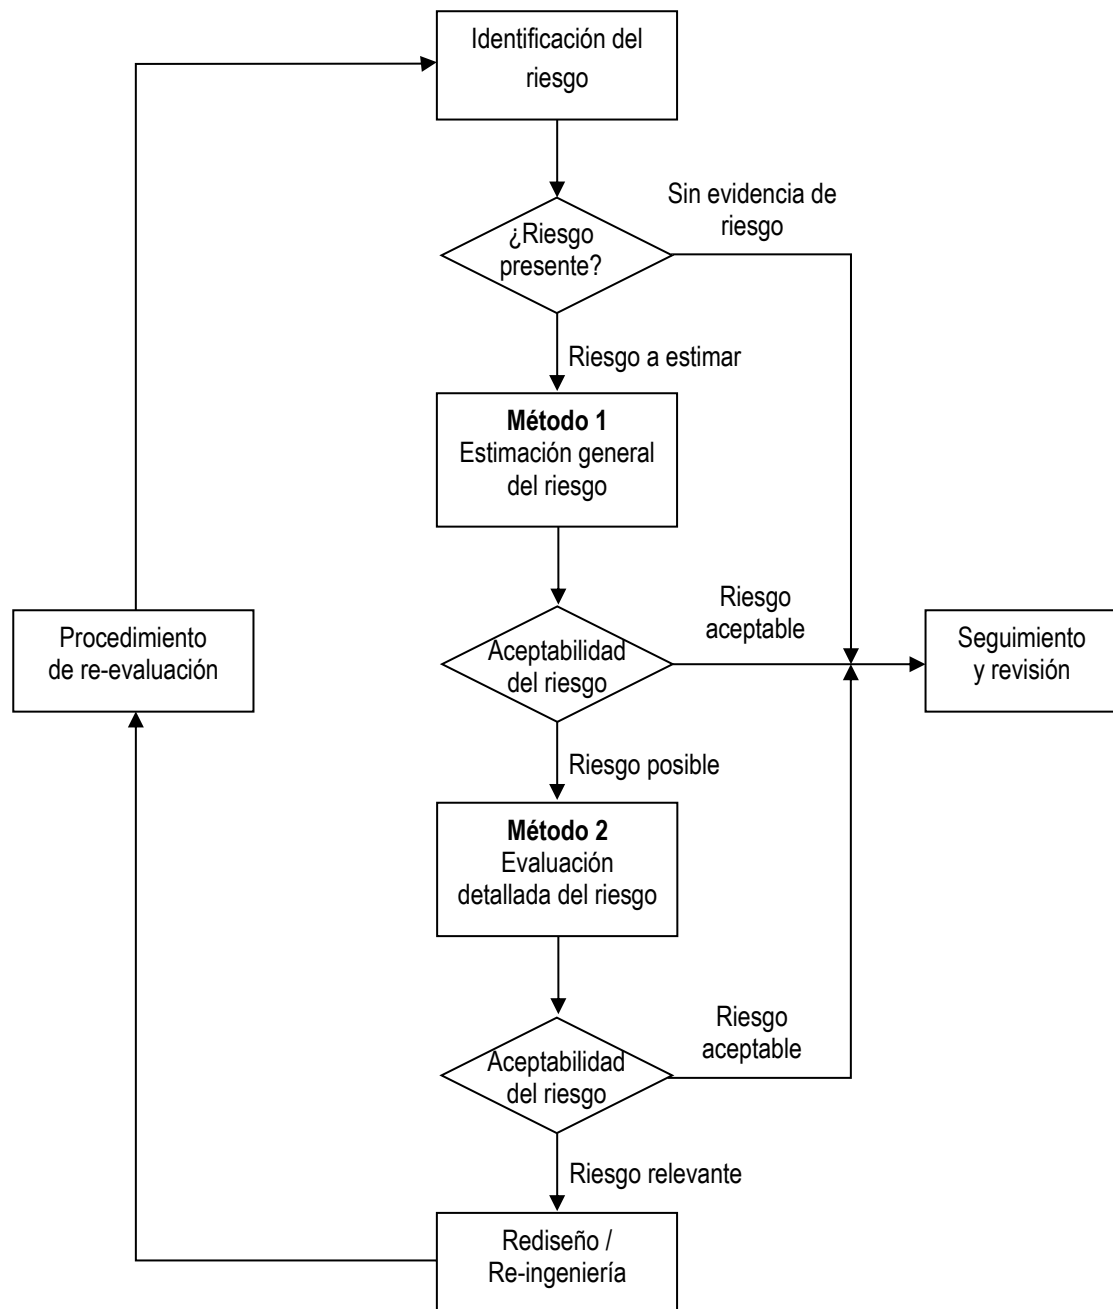 Identificación del
riesgo
Sin evidencia de
riesgo
¿Riesgo
presente?
Riesgo a estimar
Método 1
Estimación general
del riesgo
Riesgo
aceptable
Procedimiento
de re-evaluación
Aceptabilidad
del riesgo
Seguimiento
y revisión
Riesgo posible
Método 2
Evaluación
detallada del riesgo
Riesgo
aceptable
Aceptabilidad
del riesgo
Riesgo relevante
Rediseño /
Re-ingeniería